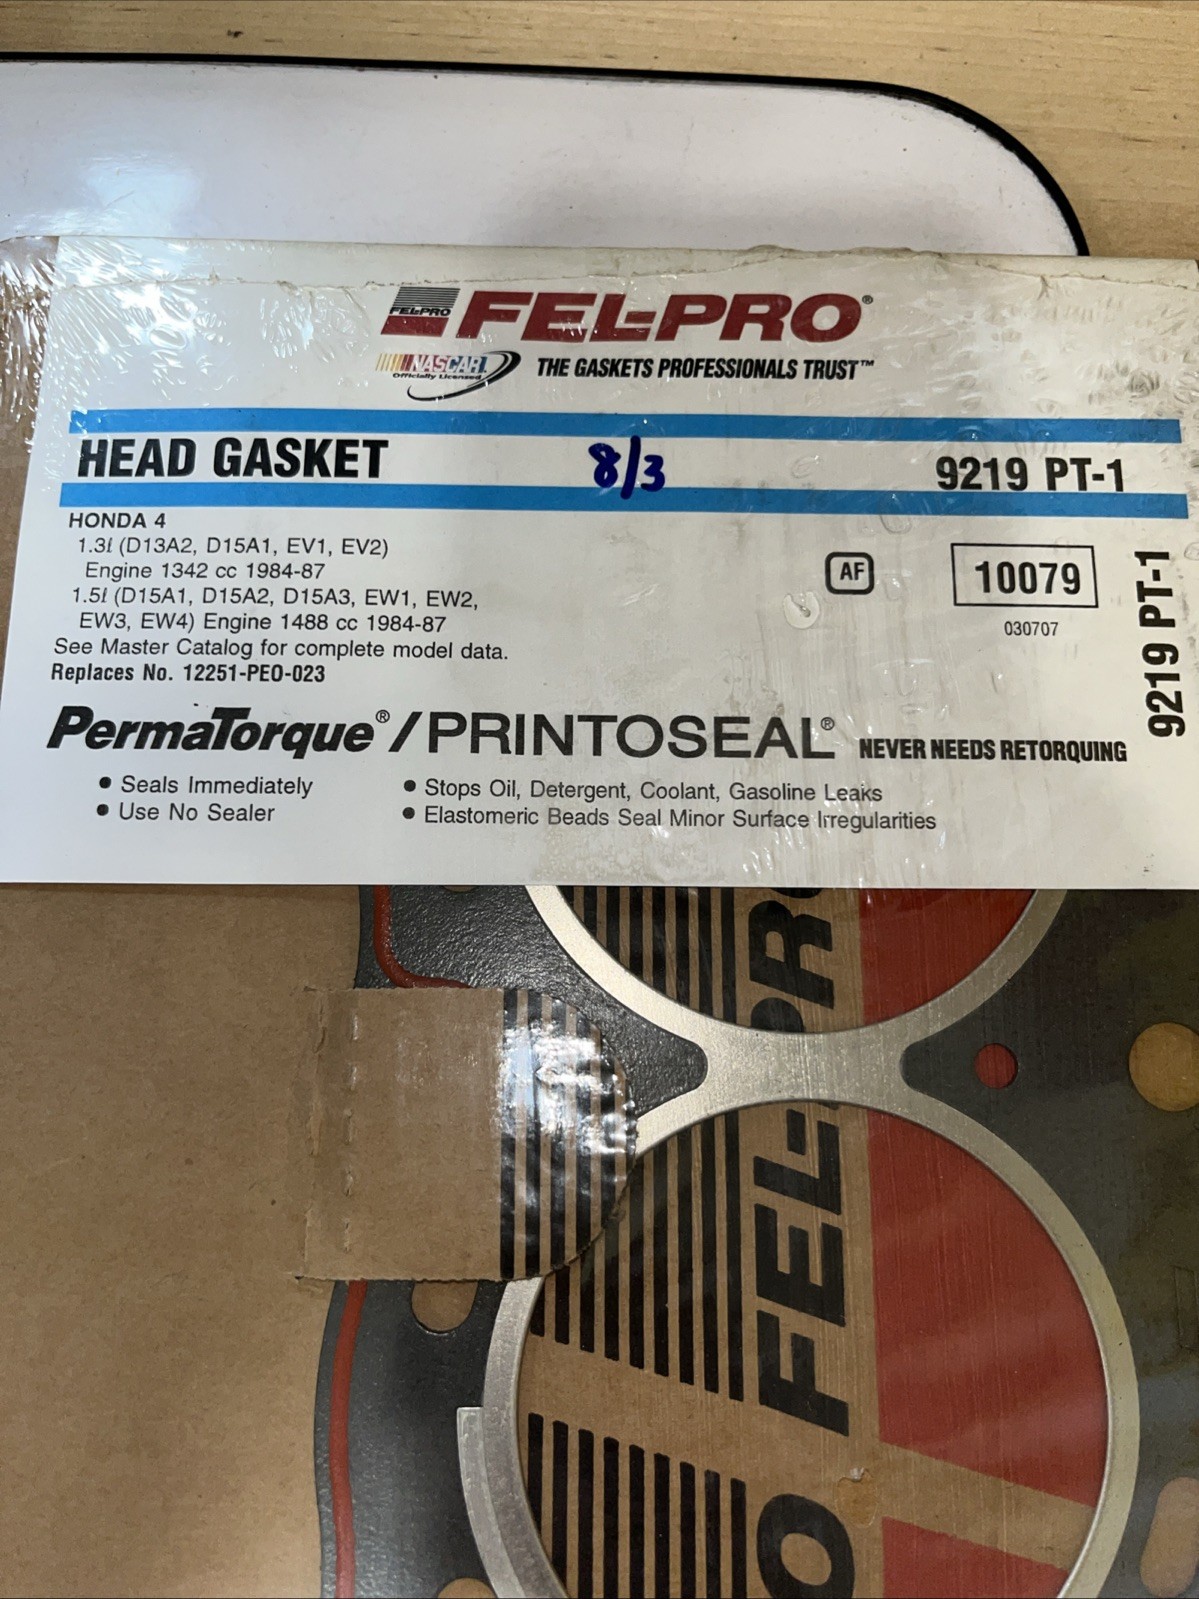 FEL-PRO
FEL-PRO®
NASCAR.
Officially Licensed
THE GASKETS PROFESSIONALS TRUST™
HEAD GASKET
8/3
9219 PT-1
HONDA 4
1.3ℓ (D13A2, D15A1, EV1, EV2)
Engine 1342 cc 1984-87
1.5ℓ (D15A1, D15A2, D15A3, EW1, EW2,
EW3, EW4) Engine 1488 cc 1984-87
See Master Catalog for complete model data.
Replaces No. 12251-PEO-023
AF
10079
030707
9219 PT-1
PermaTorque®/PRINTOSEAL® NEVER NEEDS RETORQUING
• Seals Immediately
• Use No Sealer
• Stops Oil, Detergent, Coolant, Gasoline Leaks
• Elastomeric Beads Seal Minor Surface Irregularities
FEL-PRO
FEL-PRO